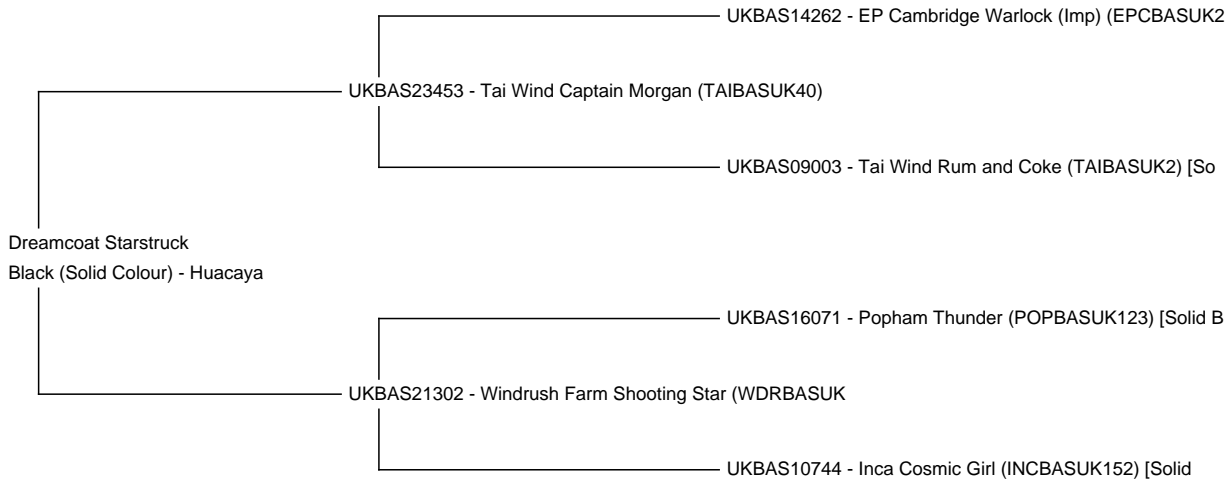 UKBAS14262 - EP Cambridge Warlock (Imp) (EPCBASUK2
UKBAS23453 - Tai Wind Captain Morgan (TAIBASUK40)
UKBAS09003 - Tai Wind Rum and Coke (TAIBASUK2) [So
Dreamcoat Starstruck
Black (Solid Colour) - Huacaya
UKBAS16071 - Popham Thunder (POPBASUK123) [Solid B
UKBAS21302 - Windrush Farm Shooting Star (WDRBASUK
UKBAS10744 - Inca Cosmic Girl (INCBASUK152) [Solid